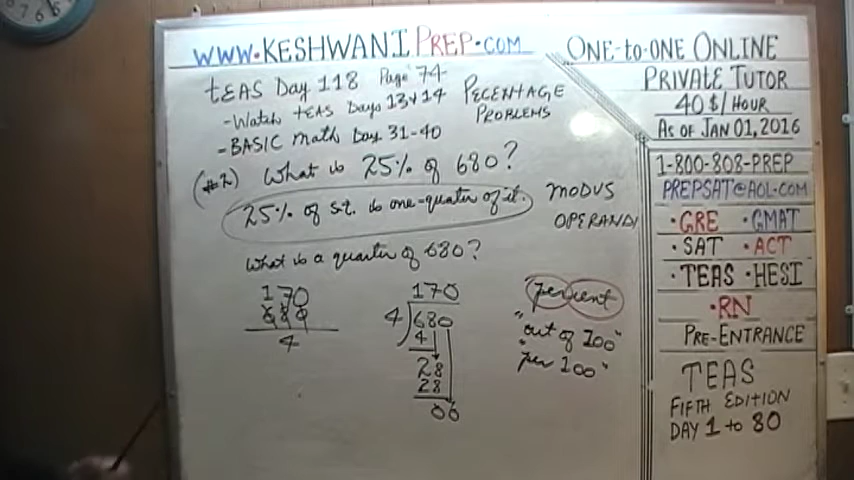 WWW.KESHWANIPREP.COM
TEAS Day 118 Page 74
- Watch TEAS Days 13 & 14
- BASIC math Day 31-40
PECENTAGE
PROBLEMS
(#2) What is 25% of 680?
25% of s.t. is one-quater of it.
MODUS
OPERANDI
What is a quarter of 680?
170
680
4
170
4)680
4
28
28
00
"percent"
"out of 100"
"per 100"
ONE-TO-ONE ONLINE
PRIVATE TUTOR
40$/HOUR
AS OF JAN 01, 2016
1-800-808-PREP
PREPSAT@AOL.COM
•GRE •GMAT
•SAT •ACT
•TEAS •HESI
•RN
PRE-ENTRANCE
TEAS
FIFTH EDITION
DAY 1 TO 80